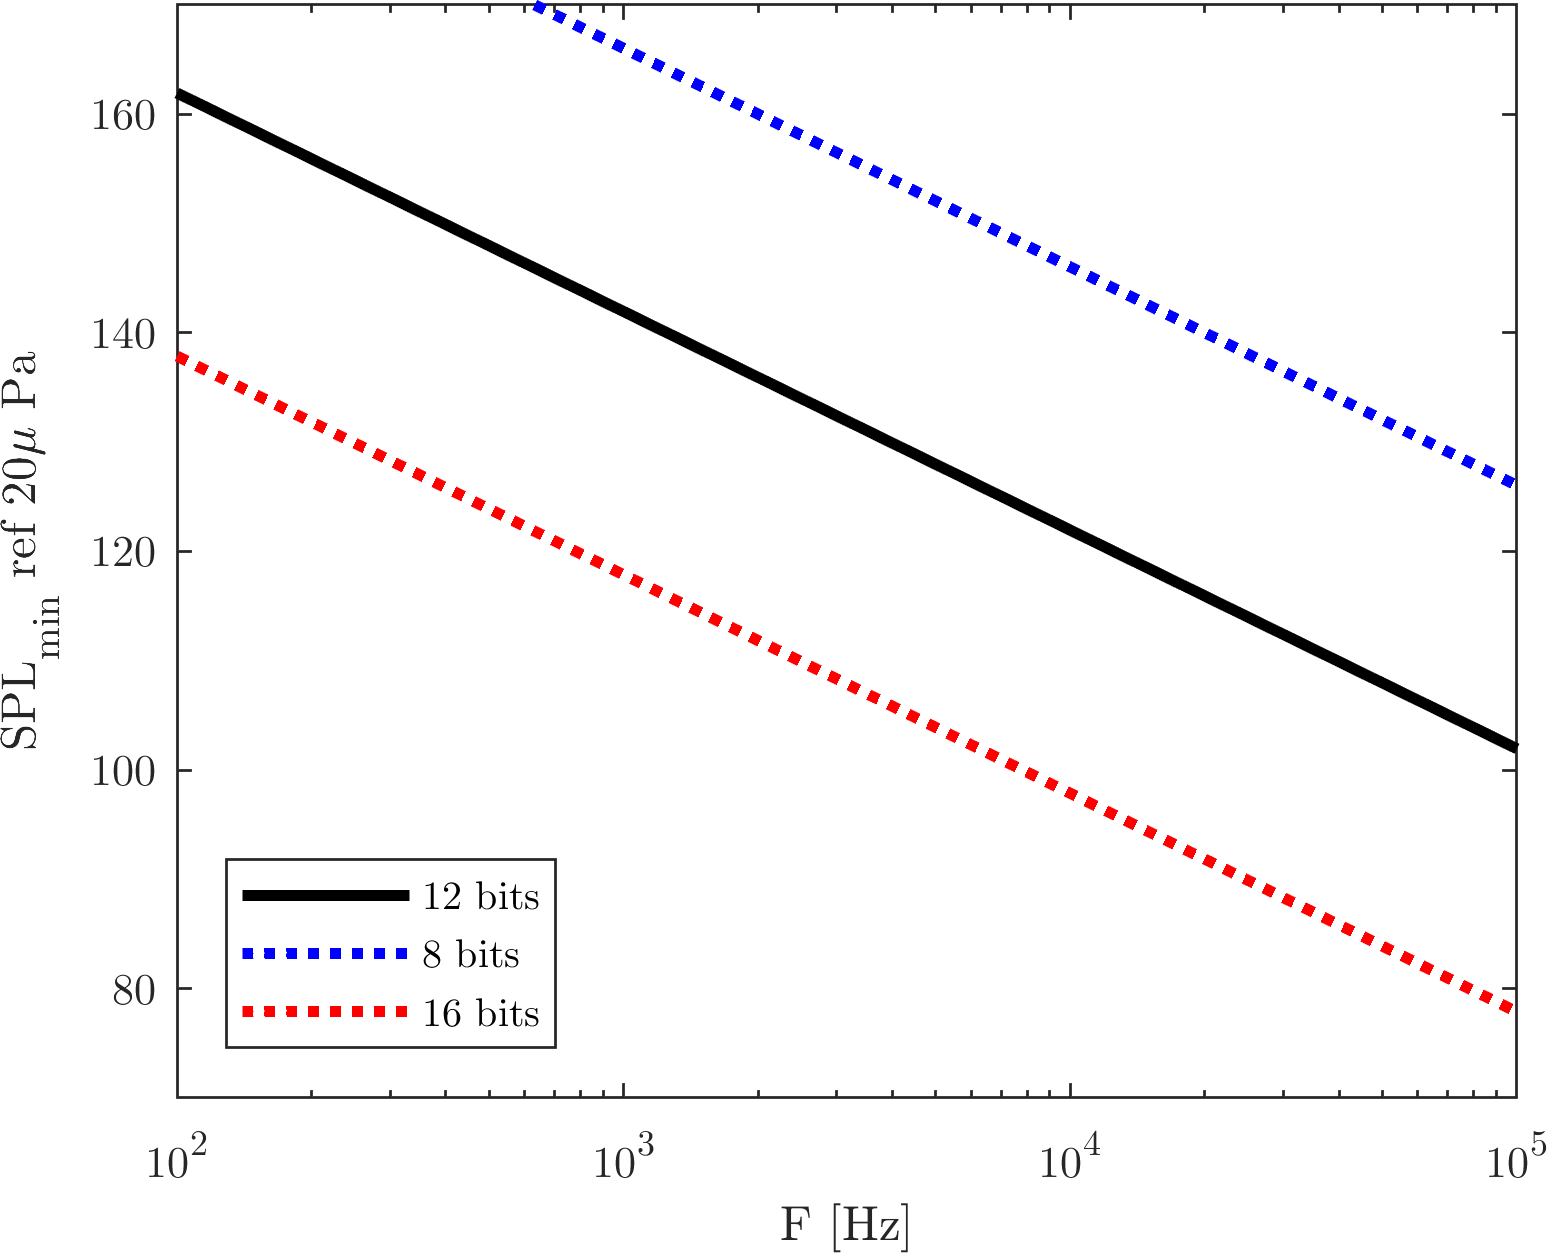 160
140
120
100
80
SPL_min ref 20μ Pa
12 bits
8 bits
16 bits
10^2 10^3 10^4 10^5
F [Hz]